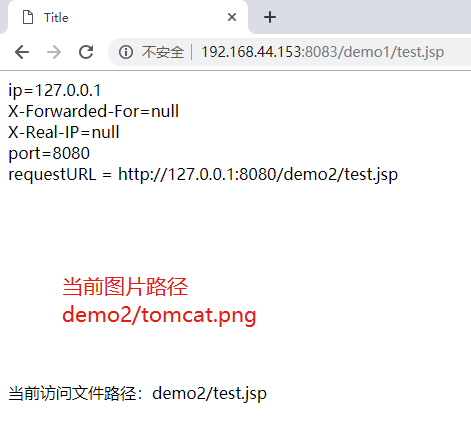 Title
不安全 192.168.44.153:8083/demo1/test.jsp
ip=127.0.0.1
X-Forwarded-For=null
X-Real-IP=null
port=8080
requestURL = http://127.0.0.1:8080/demo2/test.jsp
当前图片路径
demo2/tomcat.png
当前访问文件路径：demo2/test.jsp